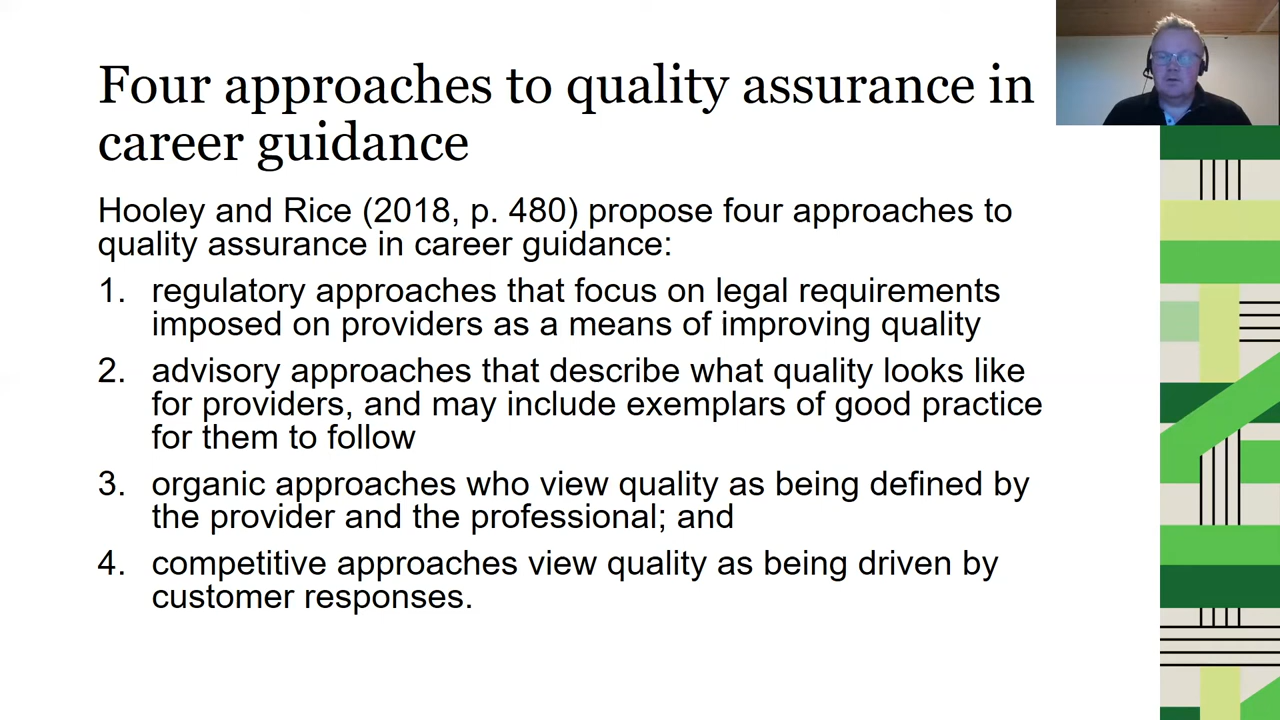 Four approaches to quality assurance in
career guidance
Hooley and Rice (2018, p. 480) propose four approaches to
quality assurance in career guidance:
1. regulatory approaches that focus on legal requirements
imposed on providers as a means of improving quality
2. advisory approaches that describe what quality looks like
for providers, and may include exemplars of good practice
for them to follow
3. organic approaches who view quality as being defined by
the provider and the professional; and
4. competitive approaches view quality as being driven by
customer responses.